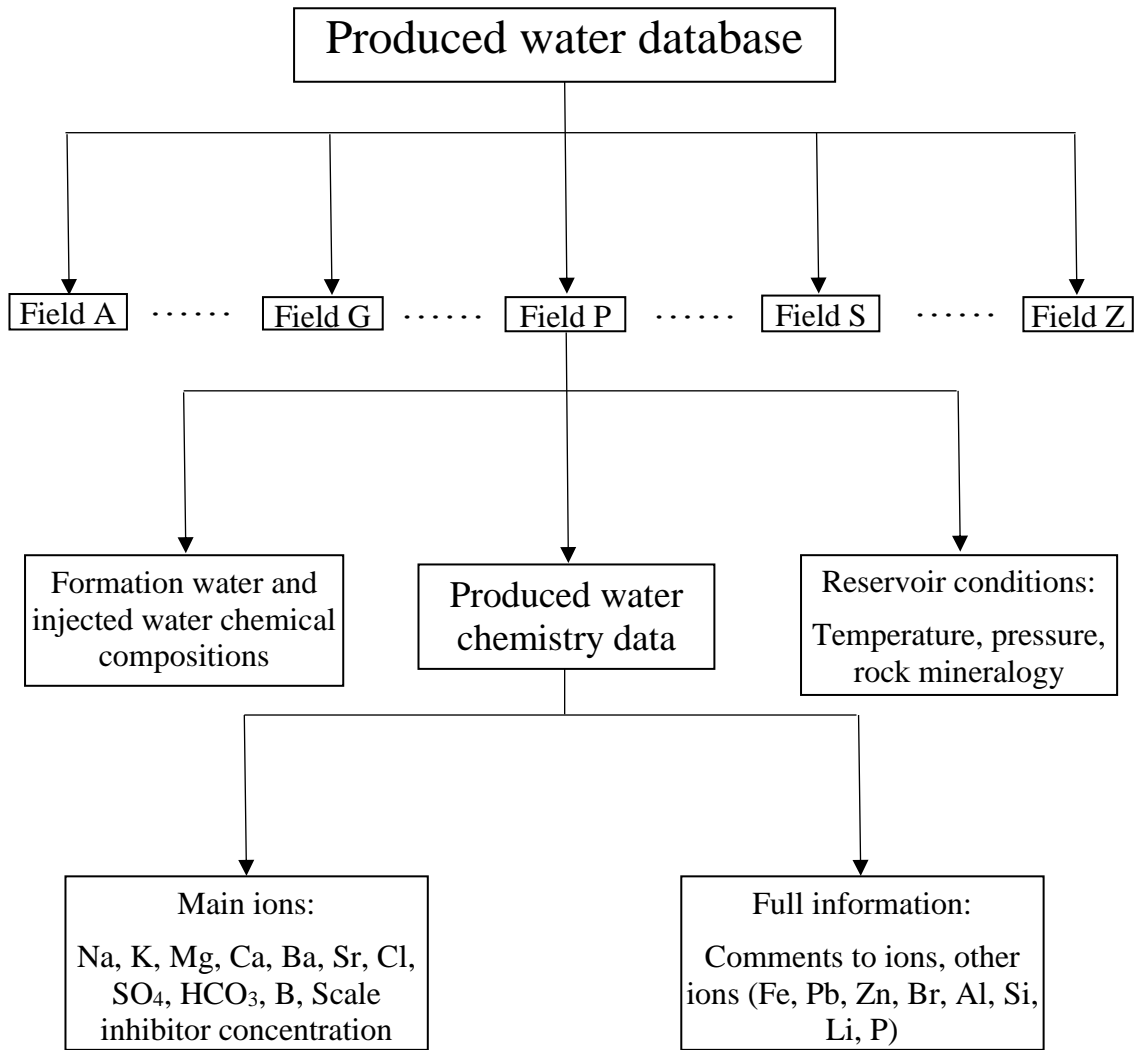 Produced water database
Field A ...... Field G ...... Field P ...... Field S ...... Field Z
Formation water and
injected water chemical
compositions
Produced water
chemistry data
Reservoir conditions:
Temperature, pressure,
rock mineralogy
Main ions:
Na, K, Mg, Ca, Ba, Sr, Cl,
SO₄, HCO₃, B, Scale
inhibitor concentration
Full information:
Comments to ions, other
ions (Fe, Pb, Zn, Br, Al, Si,
Li, P)